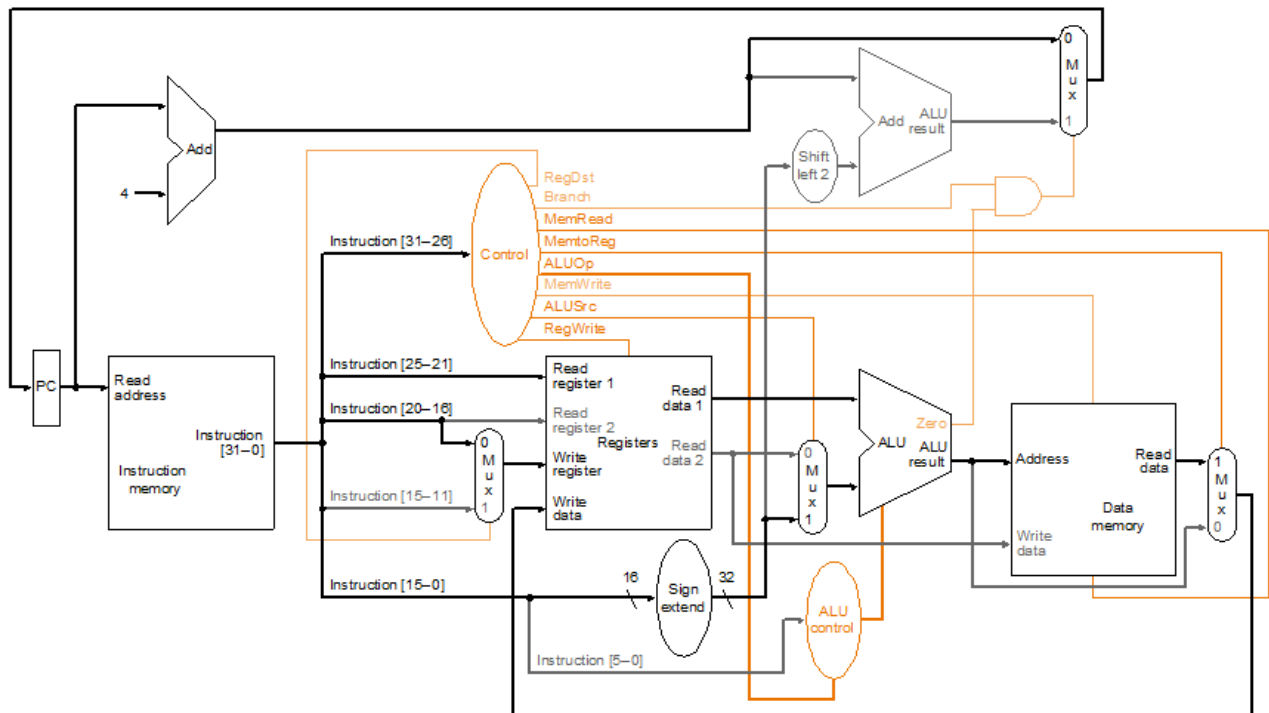 0
M
u
x
1
Add
ALU
result
Add
4
Shift
left 2
RegDst
Branch
MemRead
MemtoReg
ALUOp
MemWrite
ALUSrc
RegWrite
Control
Instruction [31–26]
PC
Read
address
Instruction
[31–0]
Instruction
memory
Instruction [25–21]
Instruction [20–16]
Instruction [15–11]
Instruction [15–0]
Instruction [5–0]
0
M
u
x
1
Read
register 1
Read
register 2
Write
register
Write
data
Registers
Read
data 1
Read
data 2
0
M
u
x
1
Zero
ALU
ALU
result
Address
Read
data
Data
memory
Write
data
1
M
u
x
0
16
Sign
extend
32
ALU
control